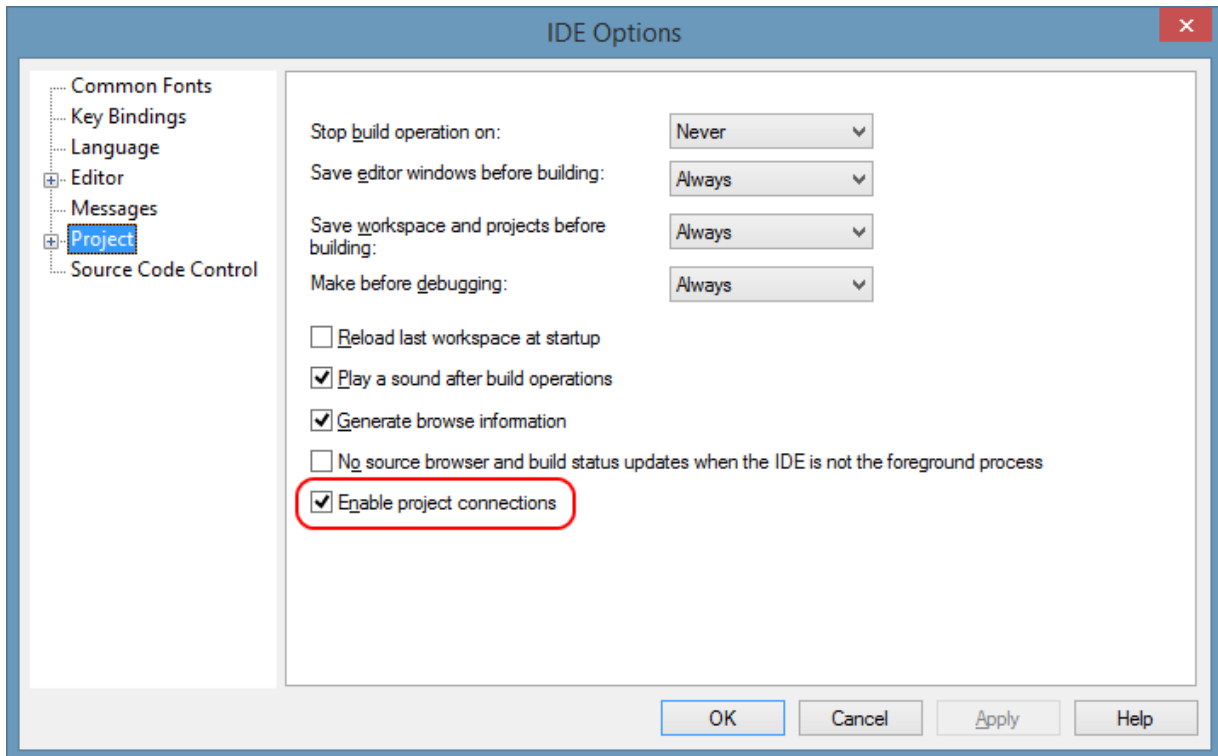 IDE Options
Common Fonts
Key Bindings
Language
Editor
Messages
Project
Source Code Control
Stop build operation on:
Never
Save editor windows before building:
Always
Save workspace and projects before
building:
Always
Make before debugging:
Always
Reload last workspace at startup
Play a sound after build operations
Generate browse information
No source browser and build status updates when the IDE is not the foreground process
Enable project connections
OK
Cancel
Apply
Help